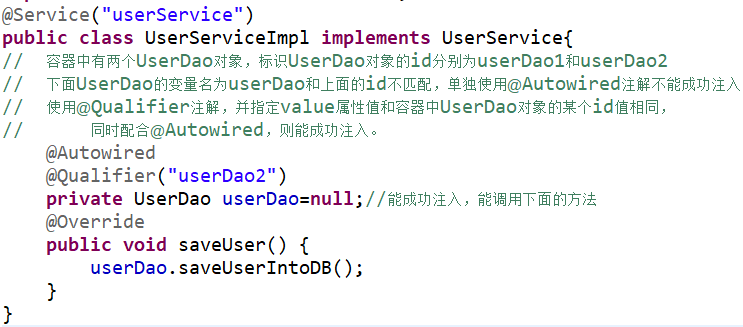 @Service("userService")
public class UserServiceImpl implements UserService{
//  容器中有两个UserDao对象，标识UserDao对象的id分别为userDao1和userDao2
//  下面UserDao的变量名为userDao和上面的id不匹配，单独使用@Autowired注解不能成功注入
//  使用@Qualifier注解，并指定value属性值和容器中UserDao对象的某个id值相同，
//      同时配合@Autowired，则能成功注入。
    @Autowired
    @Qualifier("userDao2")
    private UserDao userDao=null;//能成功注入，能调用下面的方法
    @Override
    public void saveUser() {
        userDao.saveUserIntoDB();
    }
}